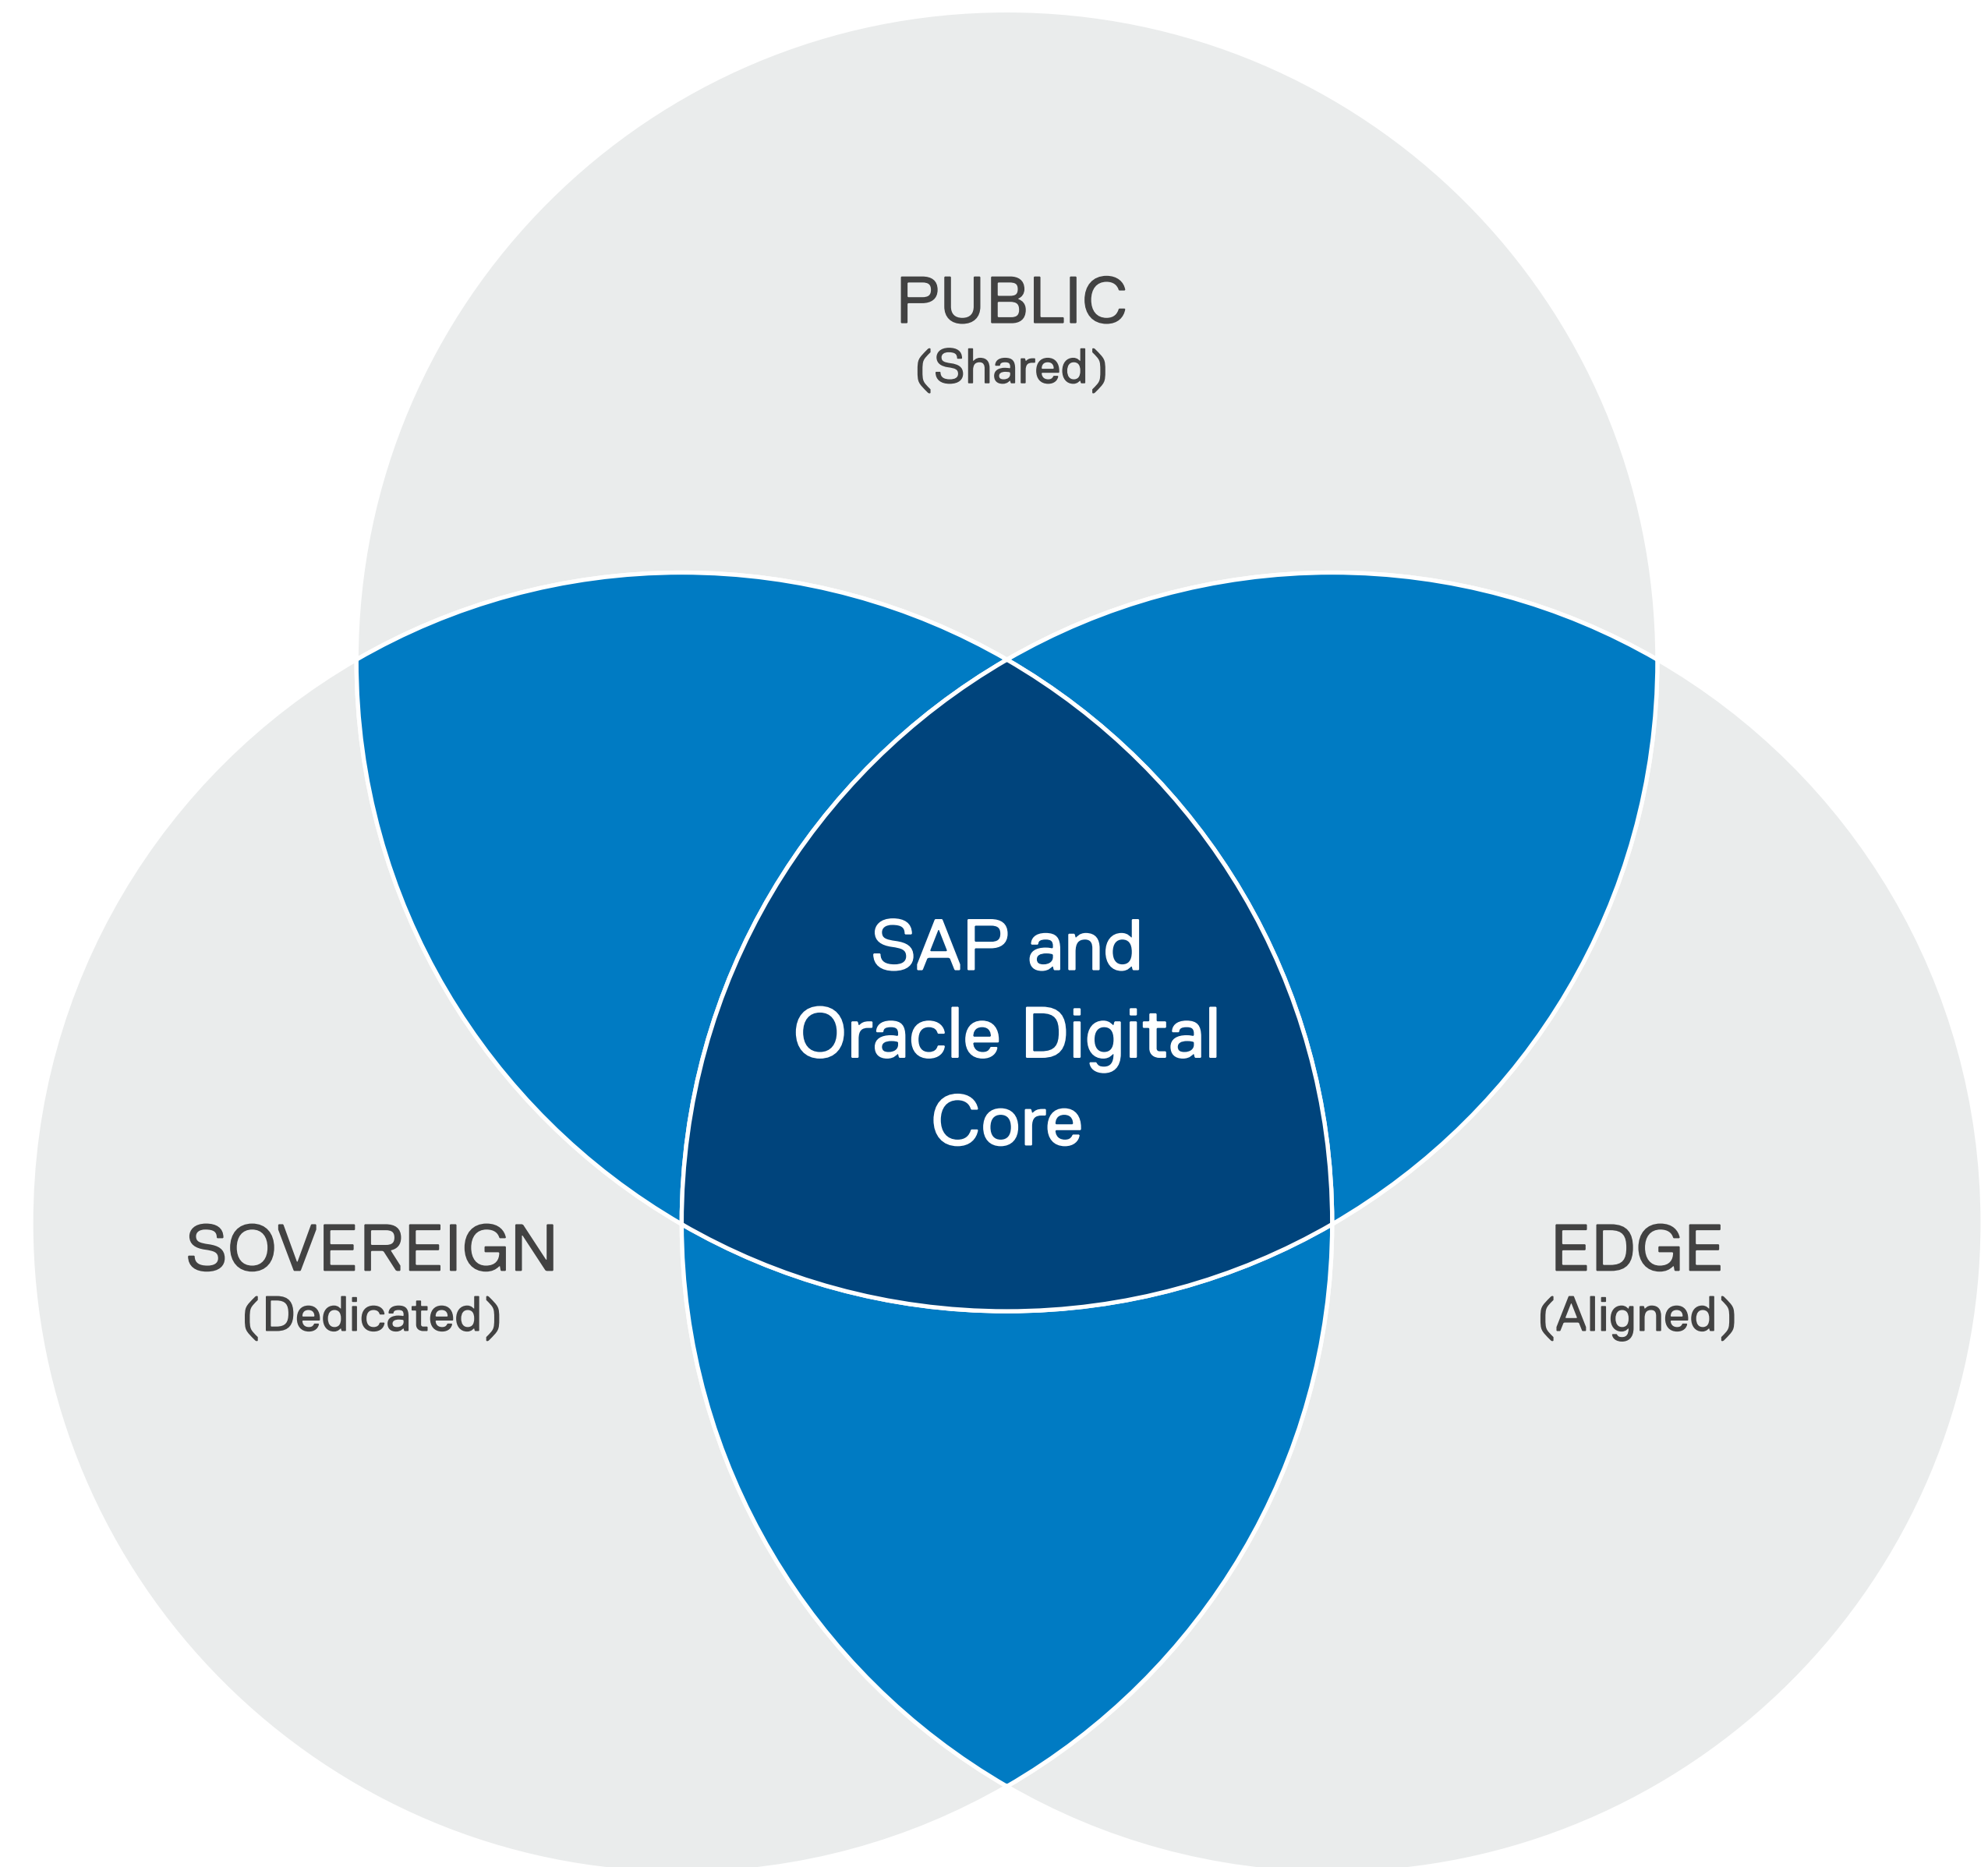 PUBLIC
(Shared)
SAP and
Oracle Digital
Core
SOVEREIGN
(Dedicated)
EDGE
(Aligned)